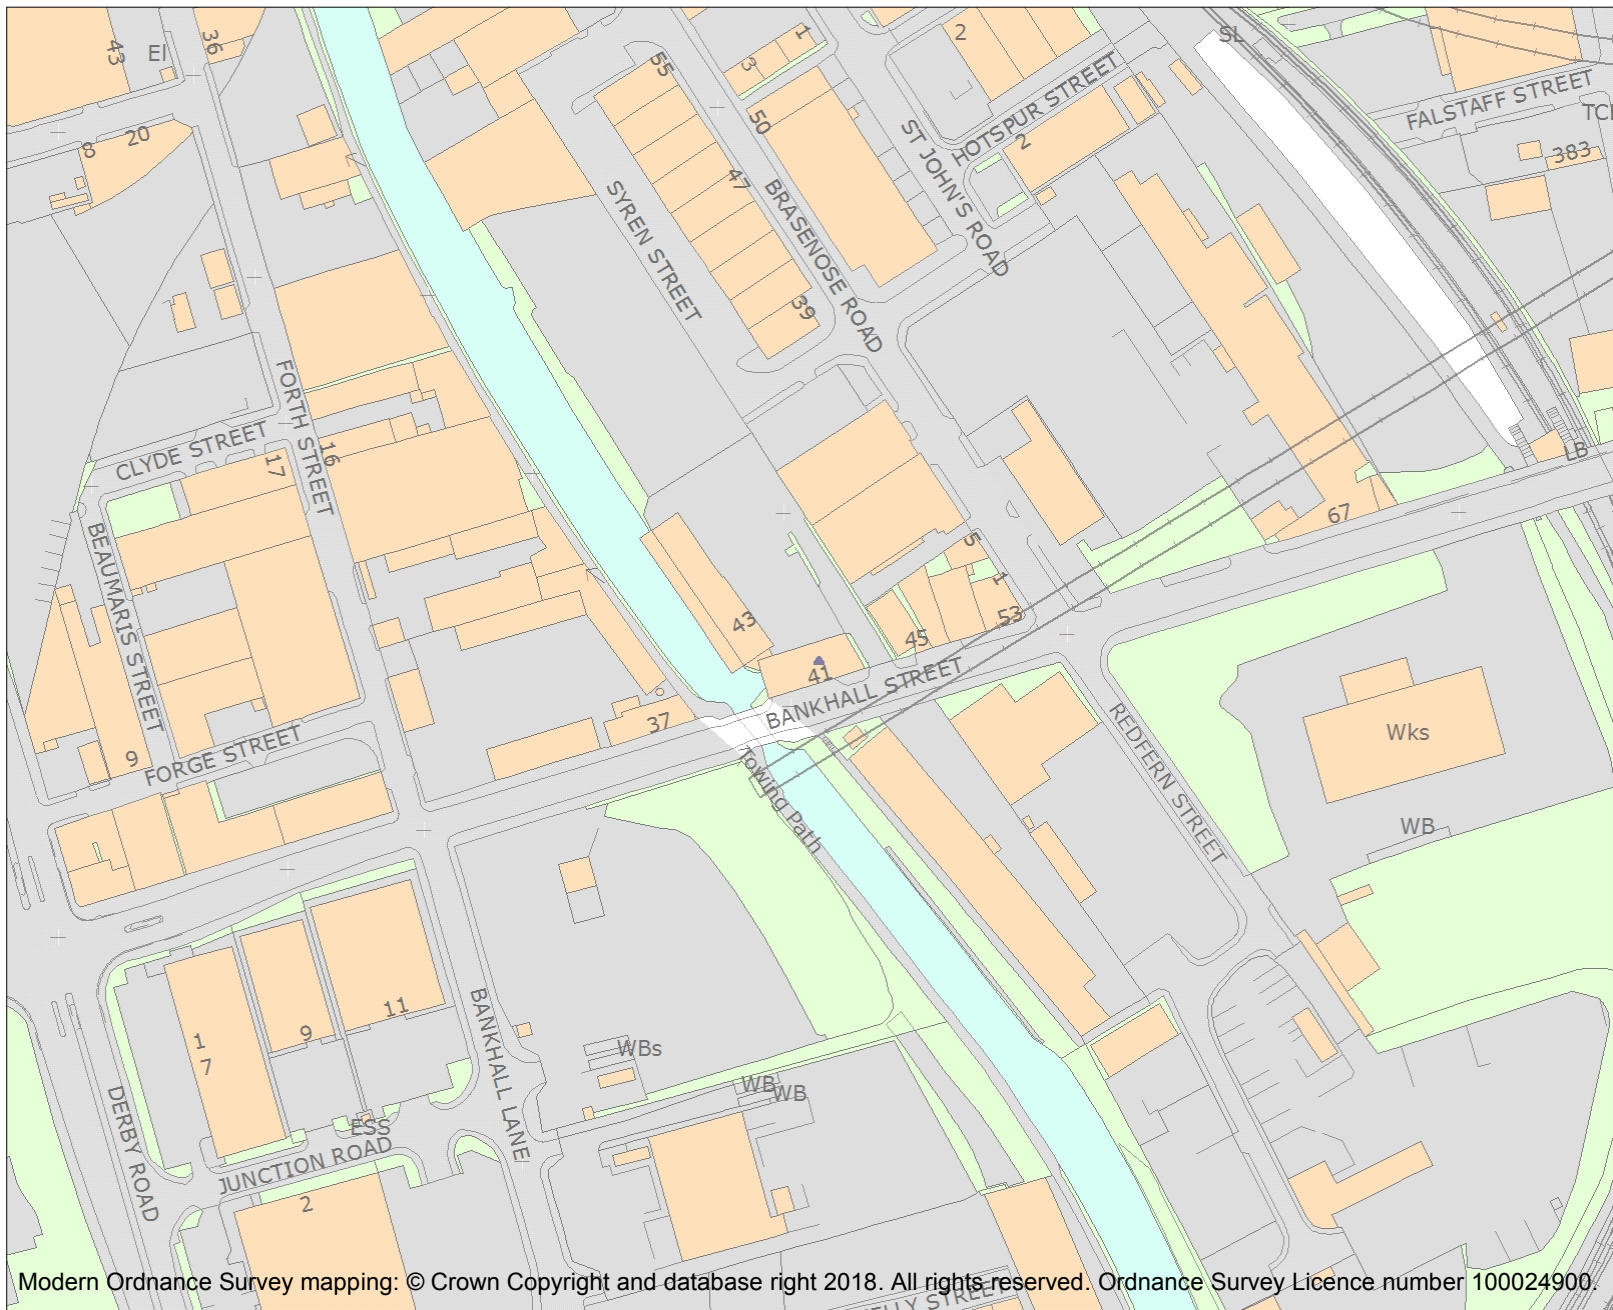 43
EI
36
55
3
1
2
SL
HOTSPUR STREET
FALSTAFF STREET
8
20
50
ST JOHN'S ROAD
2
383
47
SYREN STREET
BRASENOSE ROAD
39
FORTH STREET
CLYDE STREET
17
16
LB
67
BEAUMARIS STREET
5
1
53
43
45
41
BANKHALL STREET
37
REDFERN STREET
Wks
9
FORGE STREET
Towing Path
WB
11
9
1
7
BANKHALL LANE
WBs
WB
WB
DERBY ROAD
ESS
JUNCTION ROAD
2
Modern Ordnance Survey mapping: © Crown Copyright and database right 2018. All rights reserved. Ordnance Survey Licence number 100024900.